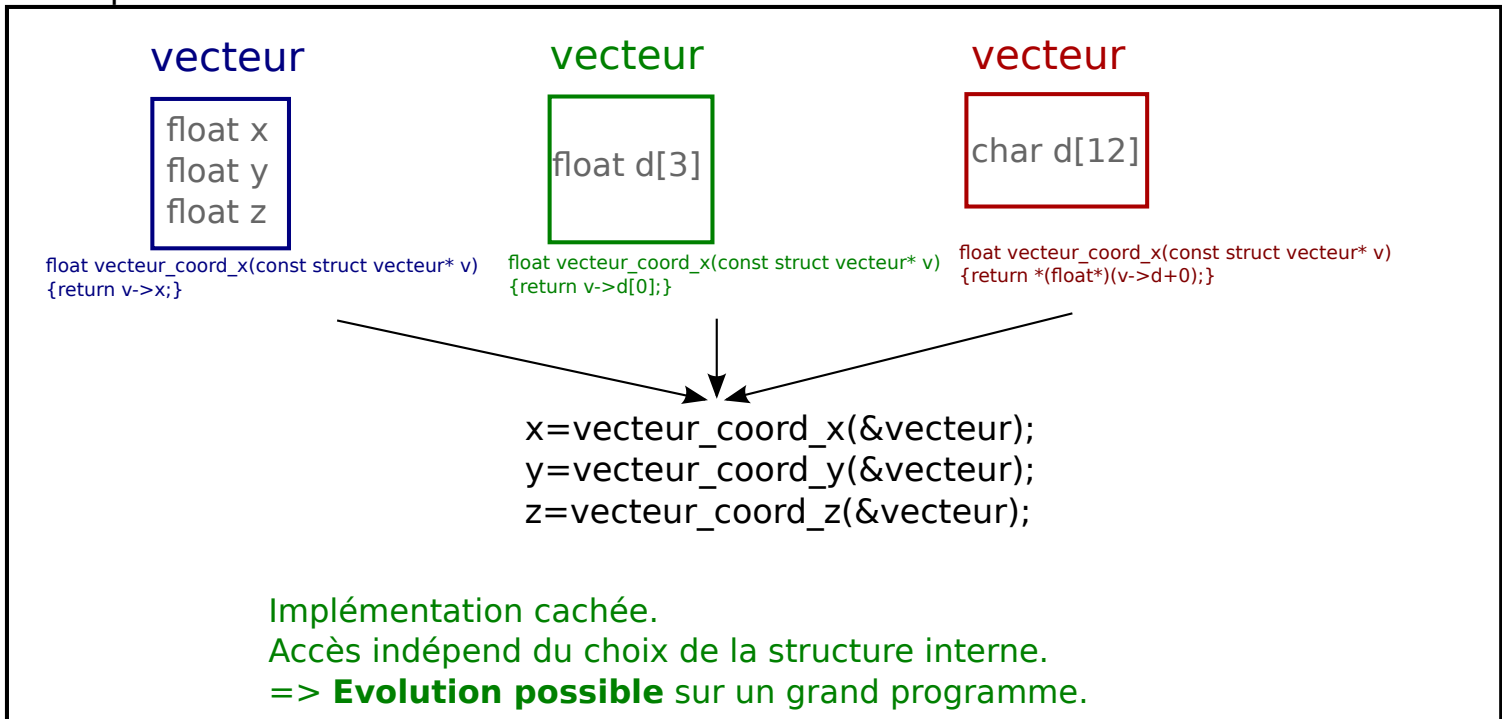 vecteur
float x
float y
float z
float vecteur_coord_x(const struct vecteur* v)
{return v->x;}
vecteur
float d[3]
float vecteur_coord_x(const struct vecteur* v)
{return v->d[0];}
vecteur
char d[12]
float vecteur_coord_x(const struct vecteur* v)
{return *(float*)(v->d+0);}
x=vecteur_coord_x(&vecteur);
y=vecteur_coord_y(&vecteur);
z=vecteur_coord_z(&vecteur);
Implémentation cachée.
Accès indépend du choix de la structure interne.
=> Evolution possible sur un grand programme.